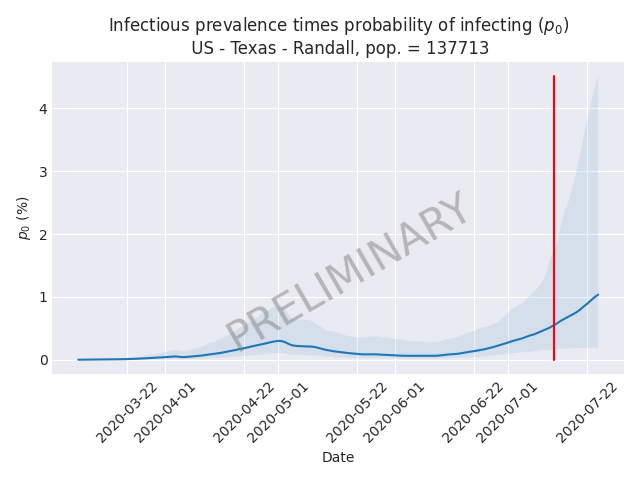 Infectious prevalence times probability of infecting (p₀)
US - Texas - Randall, pop. = 137713
p₀ (%)
4
3
2
1
0
PRELIMINARY
2020-03-22
2020-04-01
2020-04-22
2020-05-01
2020-05-22
2020-06-01
2020-06-22
2020-07-01
2020-07-22
Date